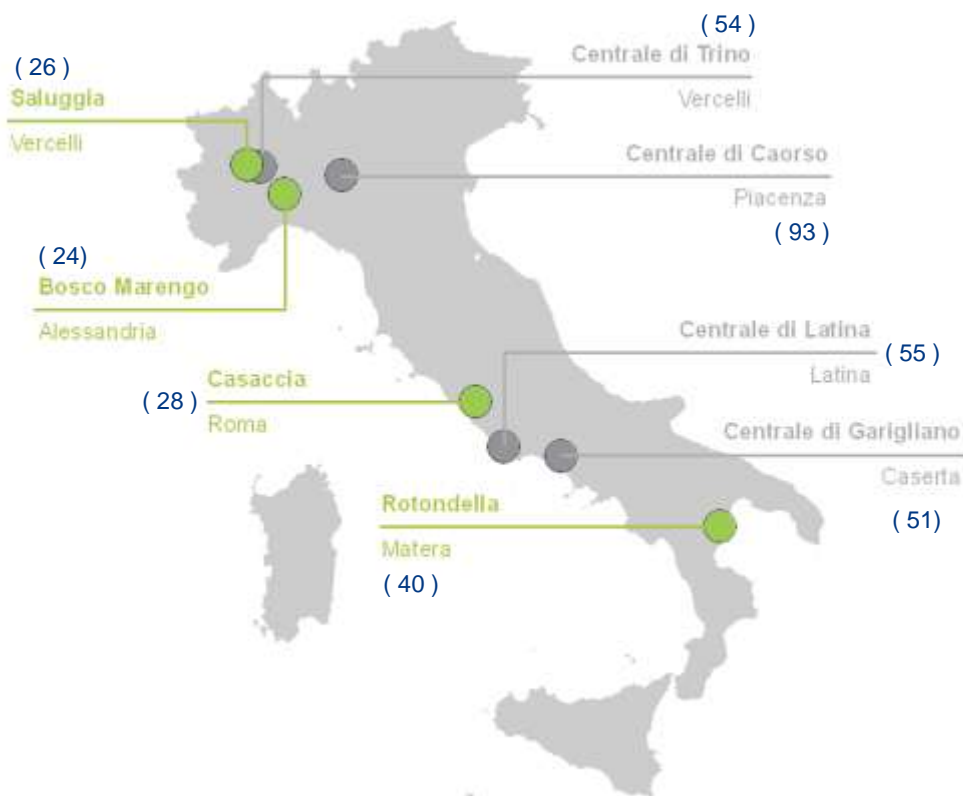 ( 54 )
Centrale di Trino
Vercelli
( 26 )
Saluggia
Vercelli
Centrale di Caorso
Piacenza
( 93 )
( 24)
Bosco Marengo
Alessandria
Centrale di Latina
( 55 )
Latina
Casaccia
( 28 )
Roma
Centrale di Garigliano
Caserta
( 51)
Rotondella
Matera
( 40 )